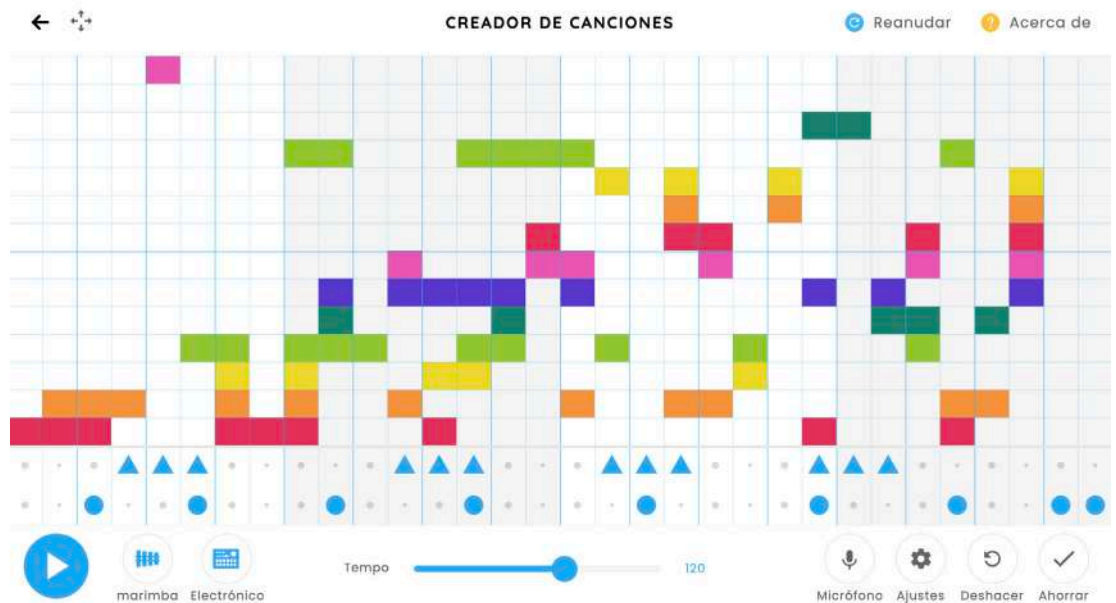 CREADOR DE CANCIONES
Reanudar
Acerca de
Tempo
120
marimba
Electrónico
Micrófono
Ajustes
Deshacer
Ahorrar